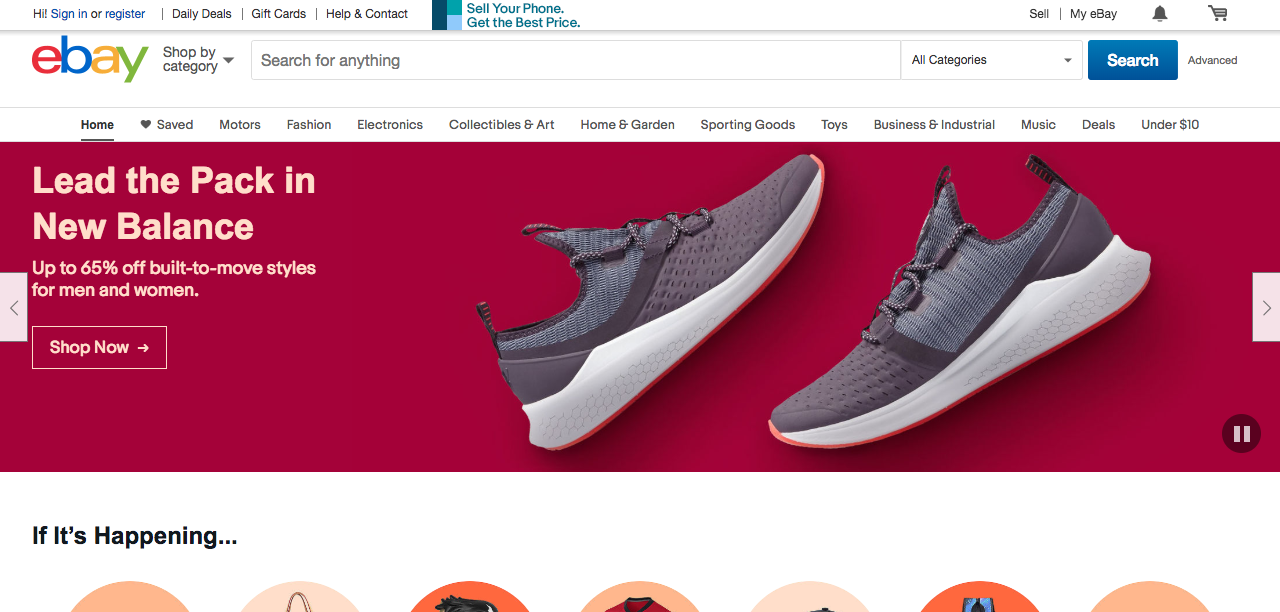 Hi! Sign in or register
Daily Deals
Gift Cards
Help & Contact
Sell Your Phone.
Get the Best Price.
Sell
My eBay
ebay
Shop by
category
Search for anything
All Categories
Search
Advanced
Home
Saved
Motors
Fashion
Electronics
Collectibles & Art
Home & Garden
Sporting Goods
Toys
Business & Industrial
Music
Deals
Under $10
Lead the Pack in
New Balance
Up to 65% off built-to-move styles
for men and women.
Shop Now →
If It’s Happening...